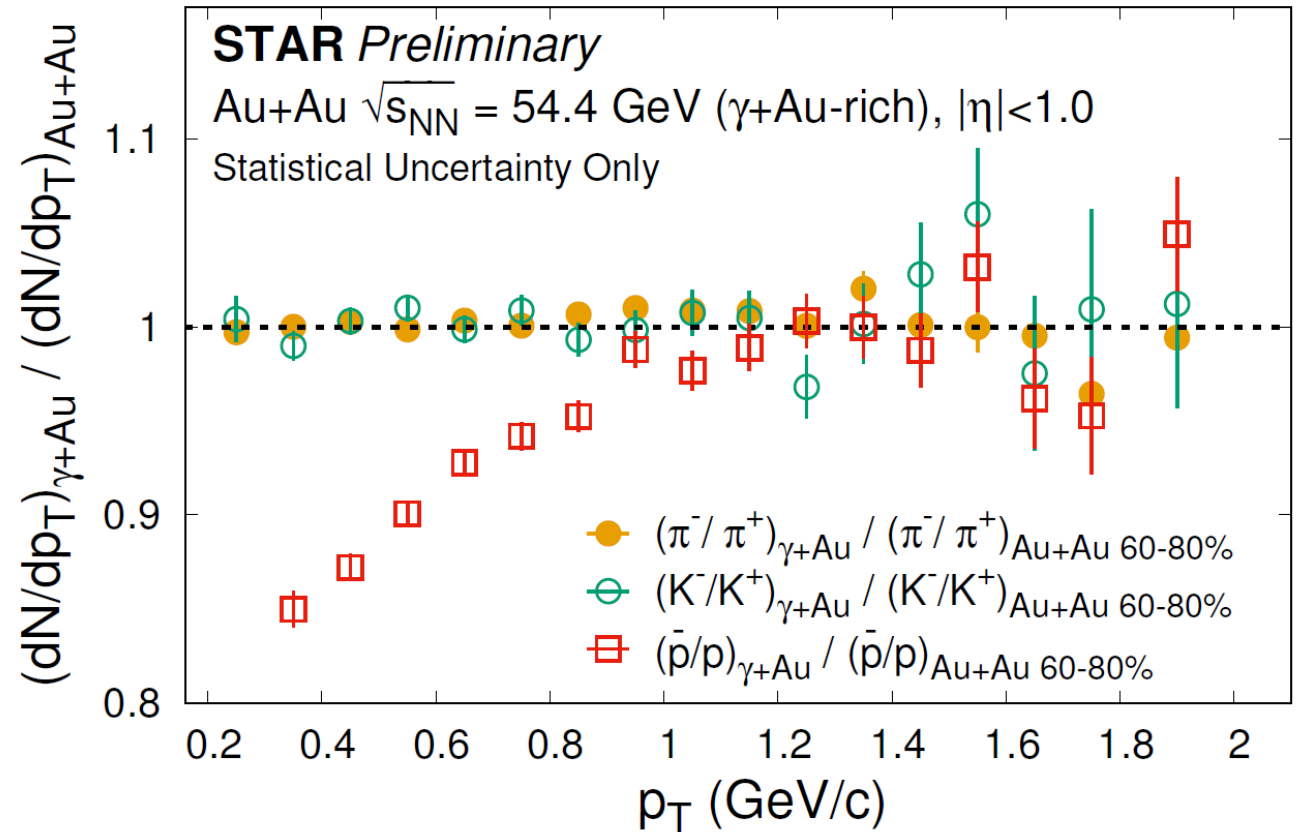 STAR Preliminary
Au+Au √sNN = 54.4 GeV (γ+Au-rich), |η|<1.0
Statistical Uncertainty Only
(dN/dpT)γ+Au / (dN/dpT)Au+Au
1.1
1
0.9
0.8
(π-/ π+)γ+Au / (π-/ π+)Au+Au 60-80%
(K-/K+)γ+Au / (K-/K+)Au+Au 60-80%
(p̄/p)γ+Au / (p̄/p)Au+Au 60-80%
0.2 0.4 0.6 0.8 1 1.2 1.4 1.6 1.8 2
pT (GeV/c)